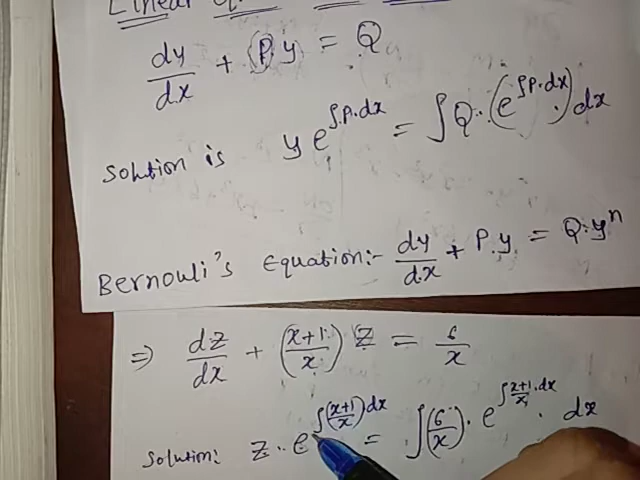 Linear
dy/dx + (P) y = Q
Solution is y e^{∫P.dx} = ∫Q.(e^{∫P.dx}.)dx
Bernouli's Equation:- dy/dx + P.y = Q.y^n
⇒ dz/dx + (x+1/x) z = 6/x
Solution: z.e^{∫(x+1/x)dx} = ∫(6/x).e^{∫x+1/x.dx}.dx